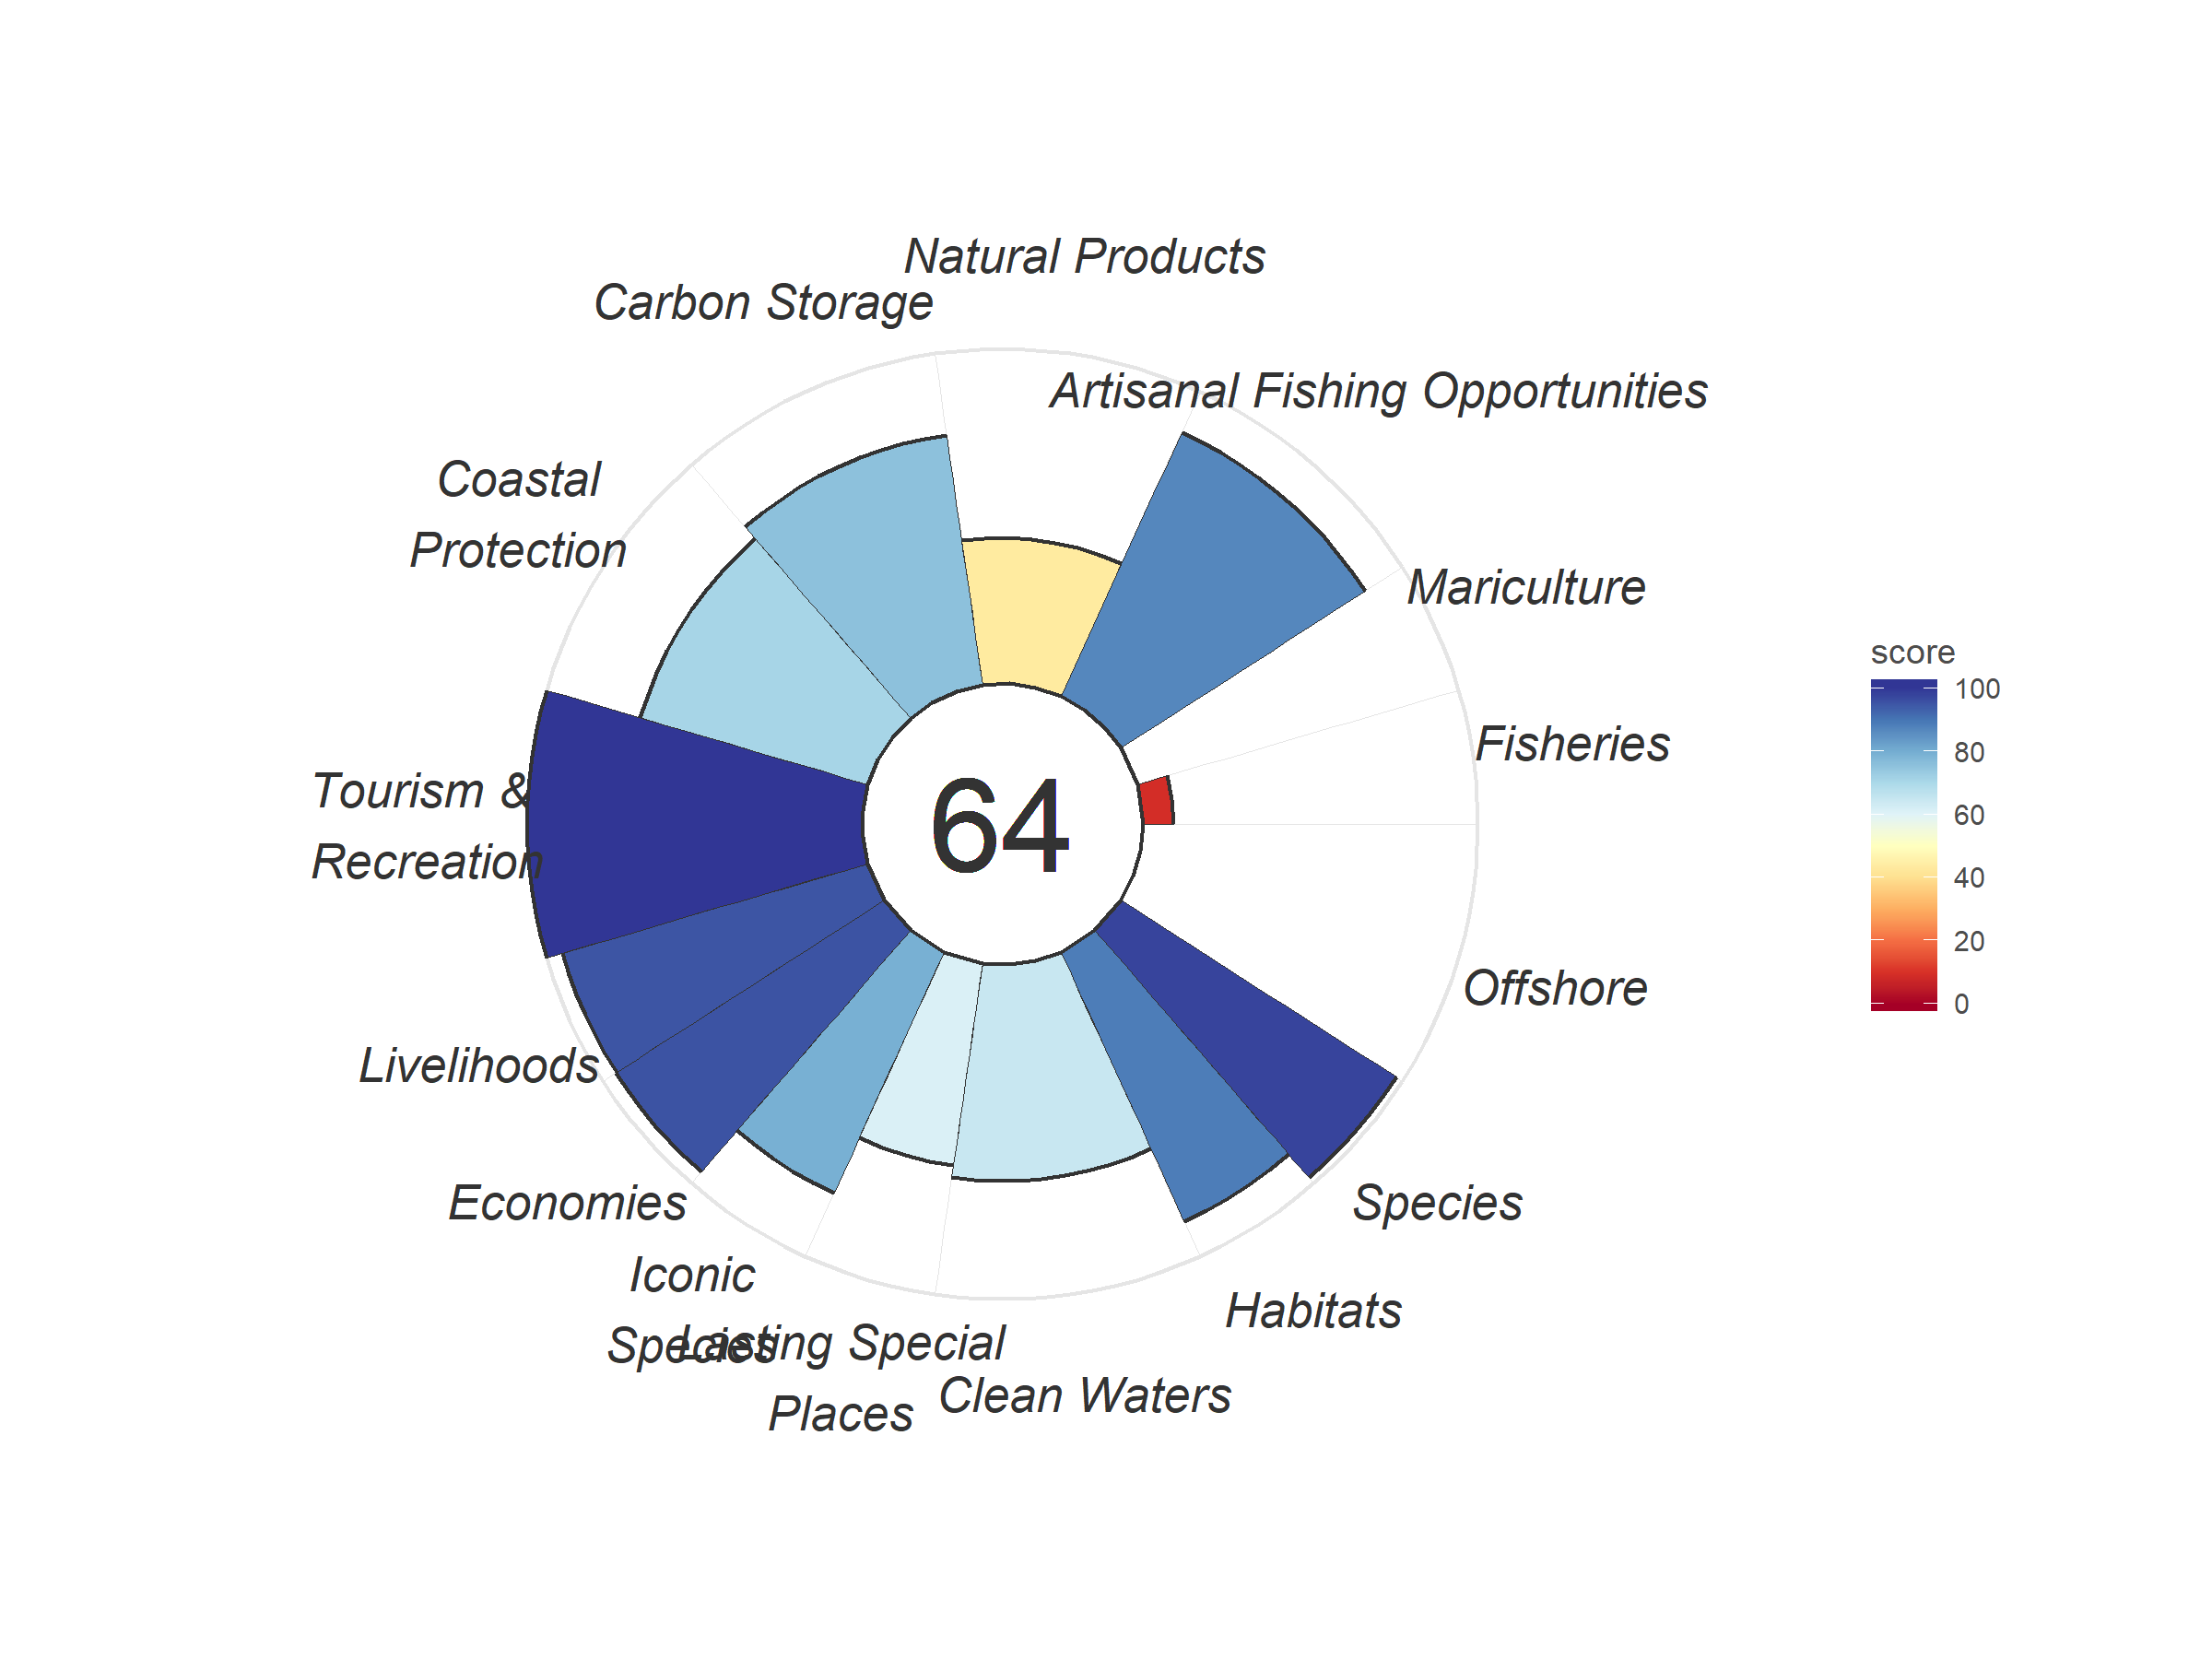 Natural Products
Carbon Storage
Artisanal Fishing Opportunities
Coastal
Protection
Mariculture
Fisheries
Tourism &
Recreation
64
Offshore
Livelihoods
Economies
Species
Iconic
Species
Habitats
Lasting Special
Places
Clean Waters
score
100
80
60
40
20
0